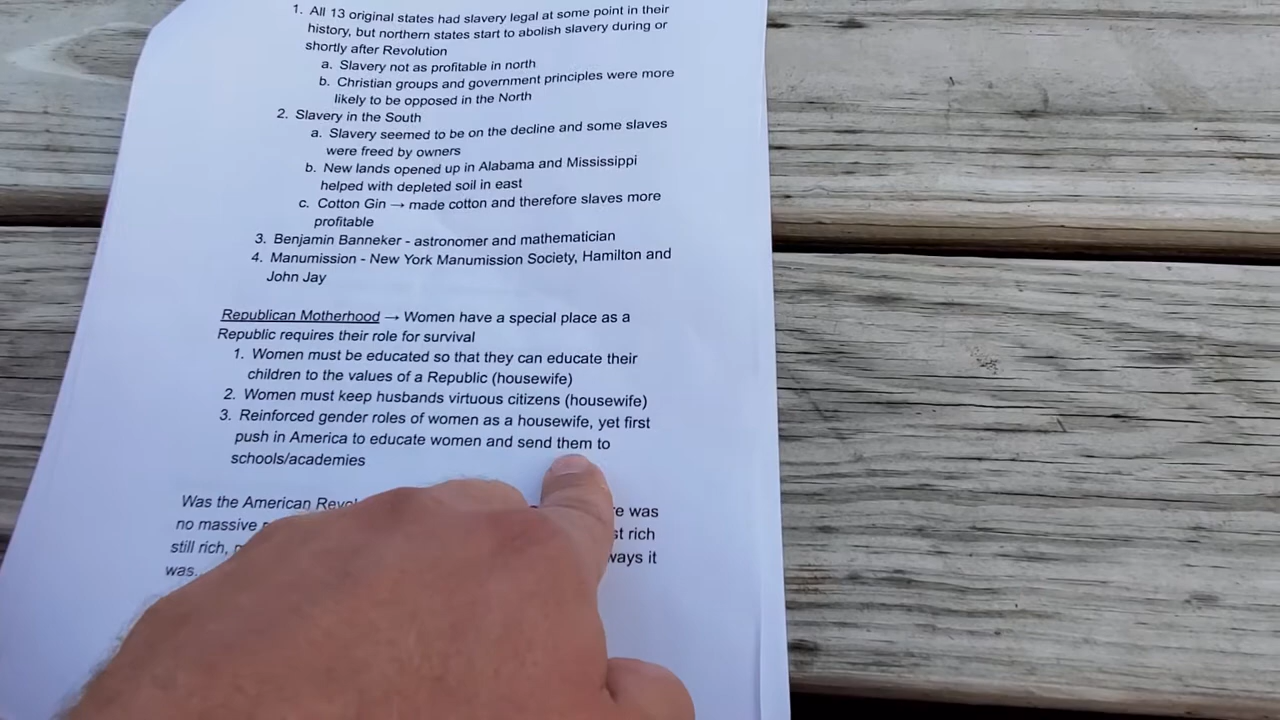 1. All 13 original states had slavery legal at some point in their
history, but northern states start to abolish slavery during or
shortly after Revolution
a. Slavery not as profitable in north
b. Christian groups and government principles were more
likely to be opposed in the North
2. Slavery in the South
a. Slavery seemed to be on the decline and some slaves
were freed by owners
b. New lands opened up in Alabama and Mississippi
helped with depleted soil in east
c. Cotton Gin → made cotton and therefore slaves more
profitable
3. Benjamin Banneker - astronomer and mathematician
4. Manumission - New York Manumission Society, Hamilton and
John Jay
Republican Motherhood → Women have a special place as a
Republic requires their role for survival
1. Women must be educated so that they can educate their
children to the values of a Republic (housewife)
2. Women must keep husbands virtuous citizens (housewife)
3. Reinforced gender roles of women as a housewife, yet first
push in America to educate women and send them to
schools/academies
Was the American was
no massive rich
still rich, ways it
was...